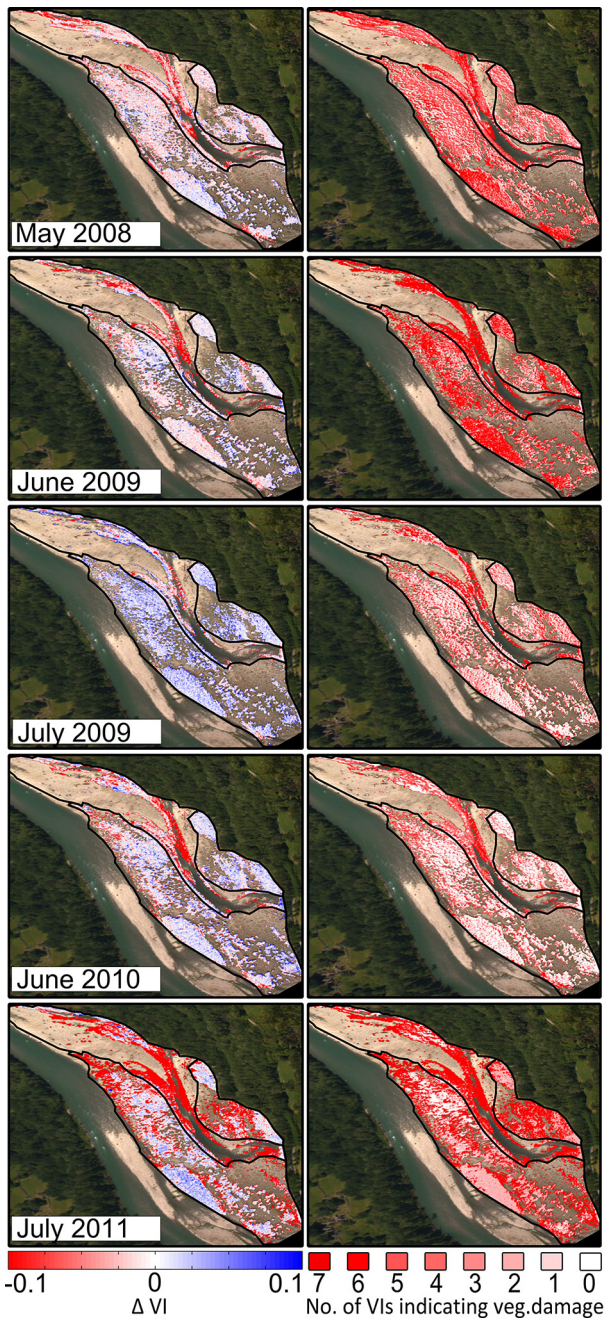 May 2008
June 2009
July 2009
June 2010
July 2011
-0.1 0 0.1 7 6 5 4 3 2 1 0
Δ VI No. of VIs indicating veg.damage